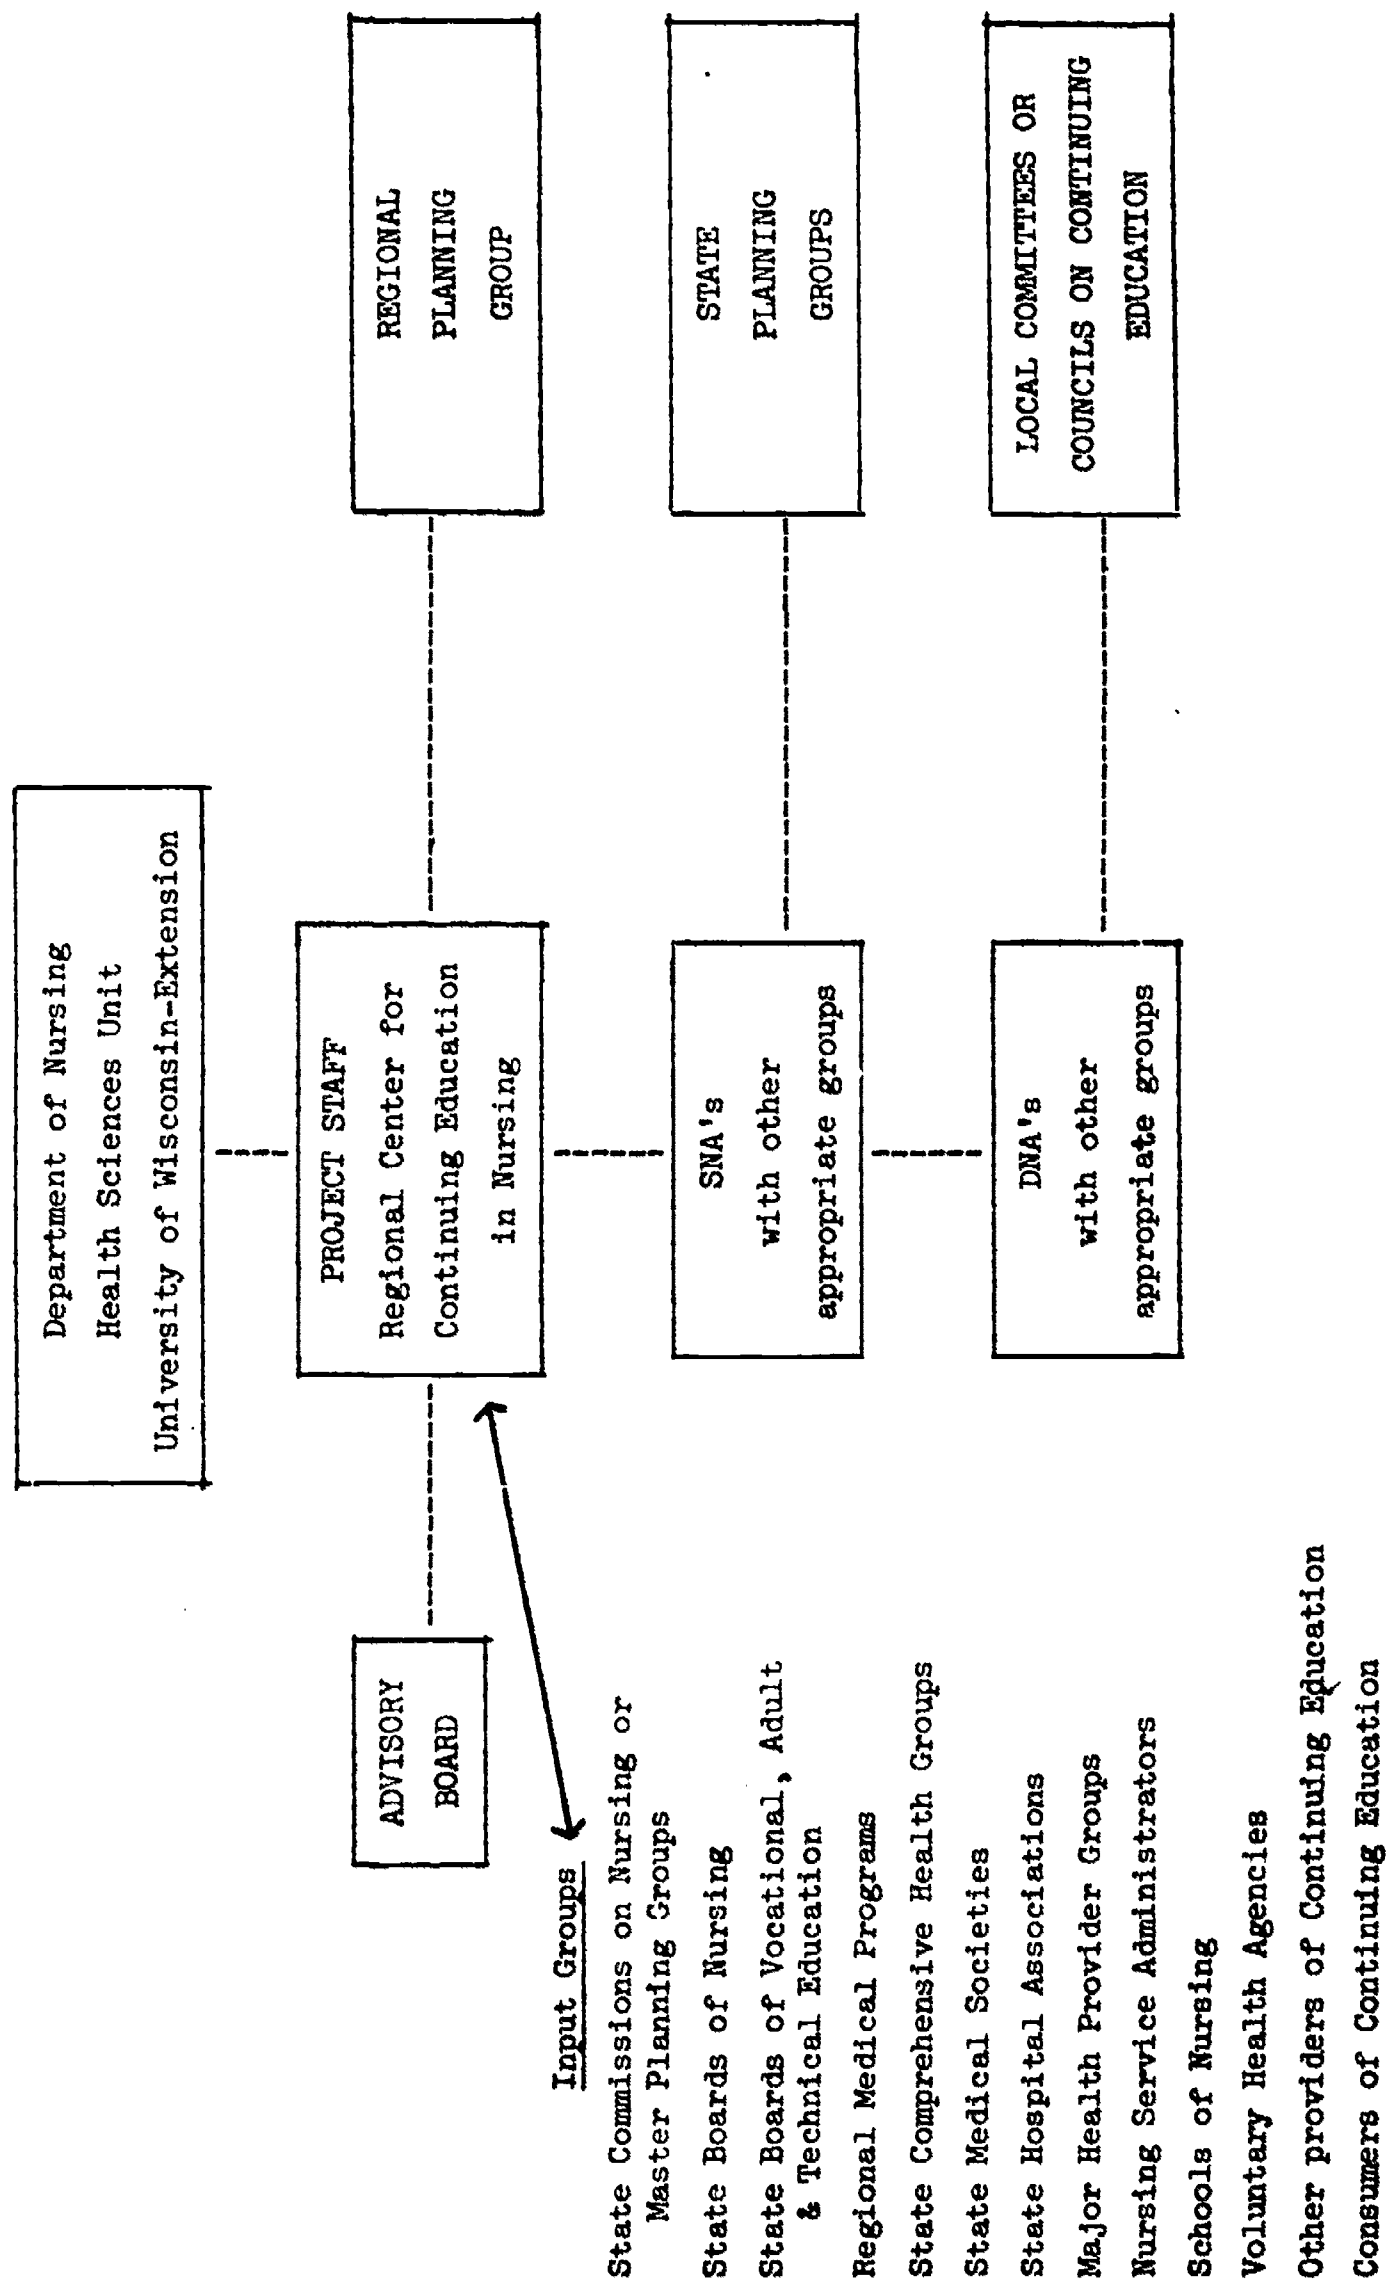 Department of Nursing
Health Sciences Unit
University of Wisconsin-Extension
ADVISORY
BOARD
PROJECT STAFF
Regional Center for
Continuing Education
in Nursing
REGIONAL
PLANNING
GROUP
SNA's
with other
appropriate groups
STATE
PLANNING
GROUPS
DNA's
with other
appropriate groups
LOCAL COMMITTEES OR
COUNCILS ON CONTINUING
EDUCATION
Input Groups
State Commissions on Nursing or
Master Planning Groups
State Boards of Nursing
State Boards of Vocational, Adult
& Technical Education
Regional Medical Programs
State Comprehensive Health Groups
State Medical Societies
State Hospital Associations
Major Health Provider Groups
Nursing Service Administrators
Schools of Nursing
Voluntary Health Agencies
Other providers of Continuing Education
Consumers of Continuing Education